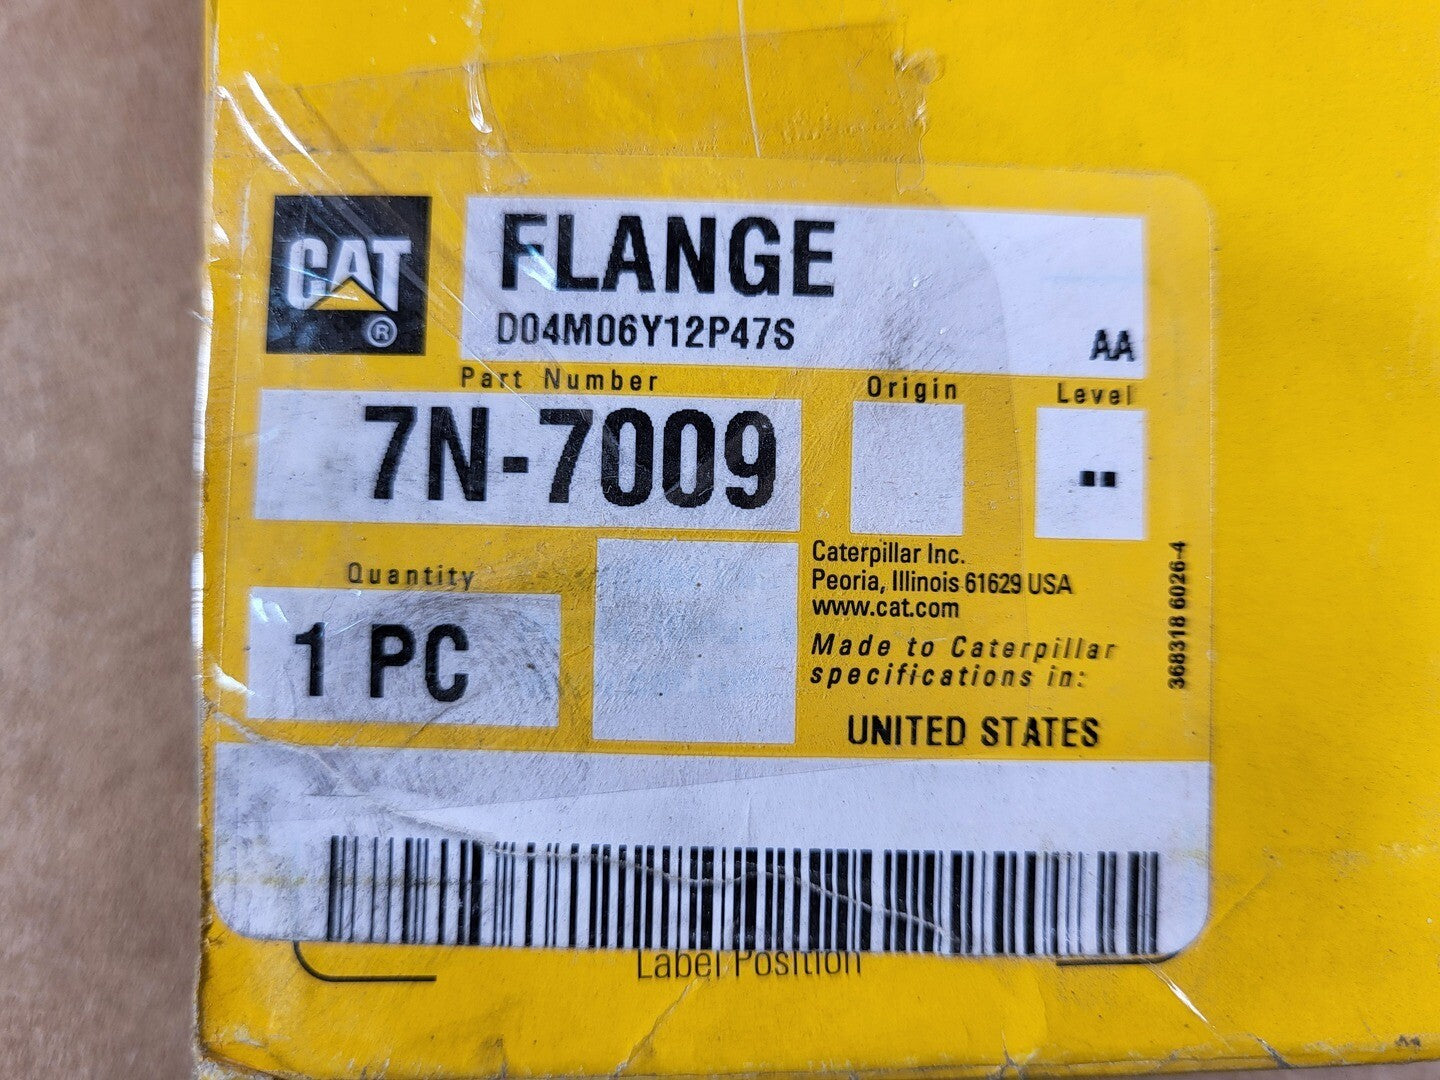 CAT
®
FLANGE
D04M06Y12P47S
AA
Part Number
Origin
Level
7N-7009
--
Quantity
1 PC
Caterpillar Inc.
Peoria, Illinois 61629 USA
www.cat.com
Made to Caterpillar
specifications in:
UNITED STATES
368318 6026-4
Label Position